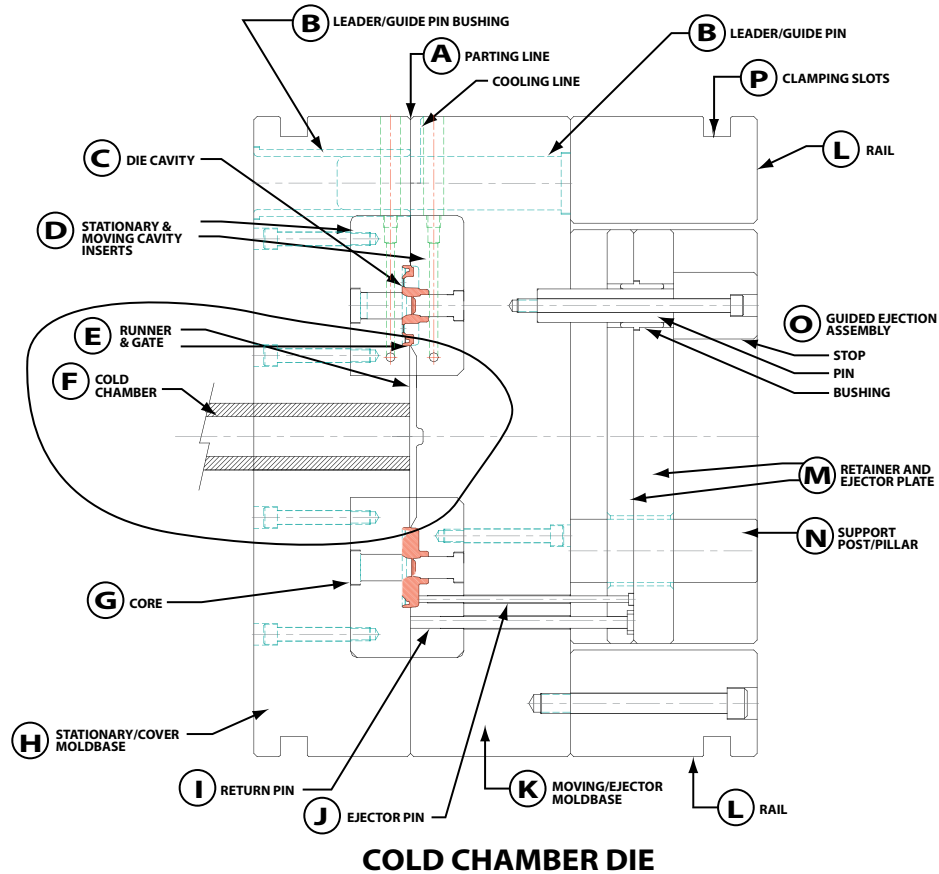 B LEADER/GUIDE PIN BUSHING
A PARTING LINE
COOLING LINE
B LEADER/GUIDE PIN
P CLAMPING SLOTS
C DIE CAVITY
L RAIL
D STATIONARY &
MOVING CAVITY
INSERTS
E RUNNER
& GATE
O GUIDED EJECTION
ASSEMBLY
STOP
PIN
BUSHING
F COLD
CHAMBER
M RETAINER AND
EJECTOR PLATE
N SUPPORT
POST/PILLAR
G CORE
H STATIONARY/COVER
MOLDBASE
I RETURN PIN
J EJECTOR PIN
K MOVING/EJECTOR
MOLDBASE
L RAIL
COLD CHAMBER DIE